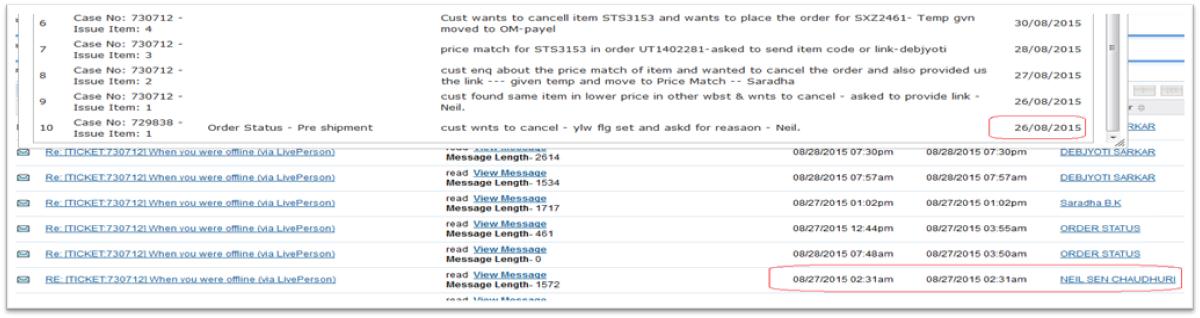 6 Case No: 730712 - Cust wants to cancell item STS3153 and wants to place the order for SXZ2461- Temp gvn 30/08/2015
Issue Item: 4 moved to OM-payel
7 Case No: 730712 - price match for STS3153 in order UT1402281-asked to send item code or link-debjyoti 28/08/2015
Issue Item: 3
8 Case No: 730712 - cust enq about the price match of item and wanted to cancel the order and also provided us 27/08/2015
Issue Item: 2 the link --- given temp and move to Price Match -- Saradha
9 Case No: 730712 - cust found same item in lower price in other wbst & wnts to cancel - asked to provide link - 26/08/2015
Issue Item: 1 Neil.
10 Case No: 729838 - Order Status - Pre shipment cust wnts to cancel - ylw flg set and askd for reasaon - Neil. 26/08/2015
Issue Item: 1
r
RKAR
Re: [TICKET:730712] When you were offline (via LivePerson) read View Message 08/28/2015 07:30pm 08/28/2015 07:30pm DEBJYOTI SARKAR
Message Length- 2614
Re: [TICKET:730712] When you were offline (via LivePerson) read View Message 08/28/2015 07:57am 08/28/2015 07:57am DEBJYOTI SARKAR
Message Length- 1534
Re: [TICKET:730712] When you were offline (via LivePerson) read View Message 08/27/2015 01:02pm 08/27/2015 01:02pm Saradha B.K
Message Length- 1717
Re: [TICKET:730712] When you were offline (via LivePerson) read View Message 08/27/2015 12:44pm 08/27/2015 03:55am ORDER STATUS
Message Length- 461
Re: [TICKET:730712] When you were offline (via LivePerson) read View Message 08/28/2015 07:48am 08/27/2015 03:50am ORDER STATUS
Message Length- 0
RE: [TICKET:730712] When you were offline (via LivePerson) read View Message 08/27/2015 02:31am 08/27/2015 02:31am NEIL SEN CHAUDHURI
Message Length- 1572
read View Message